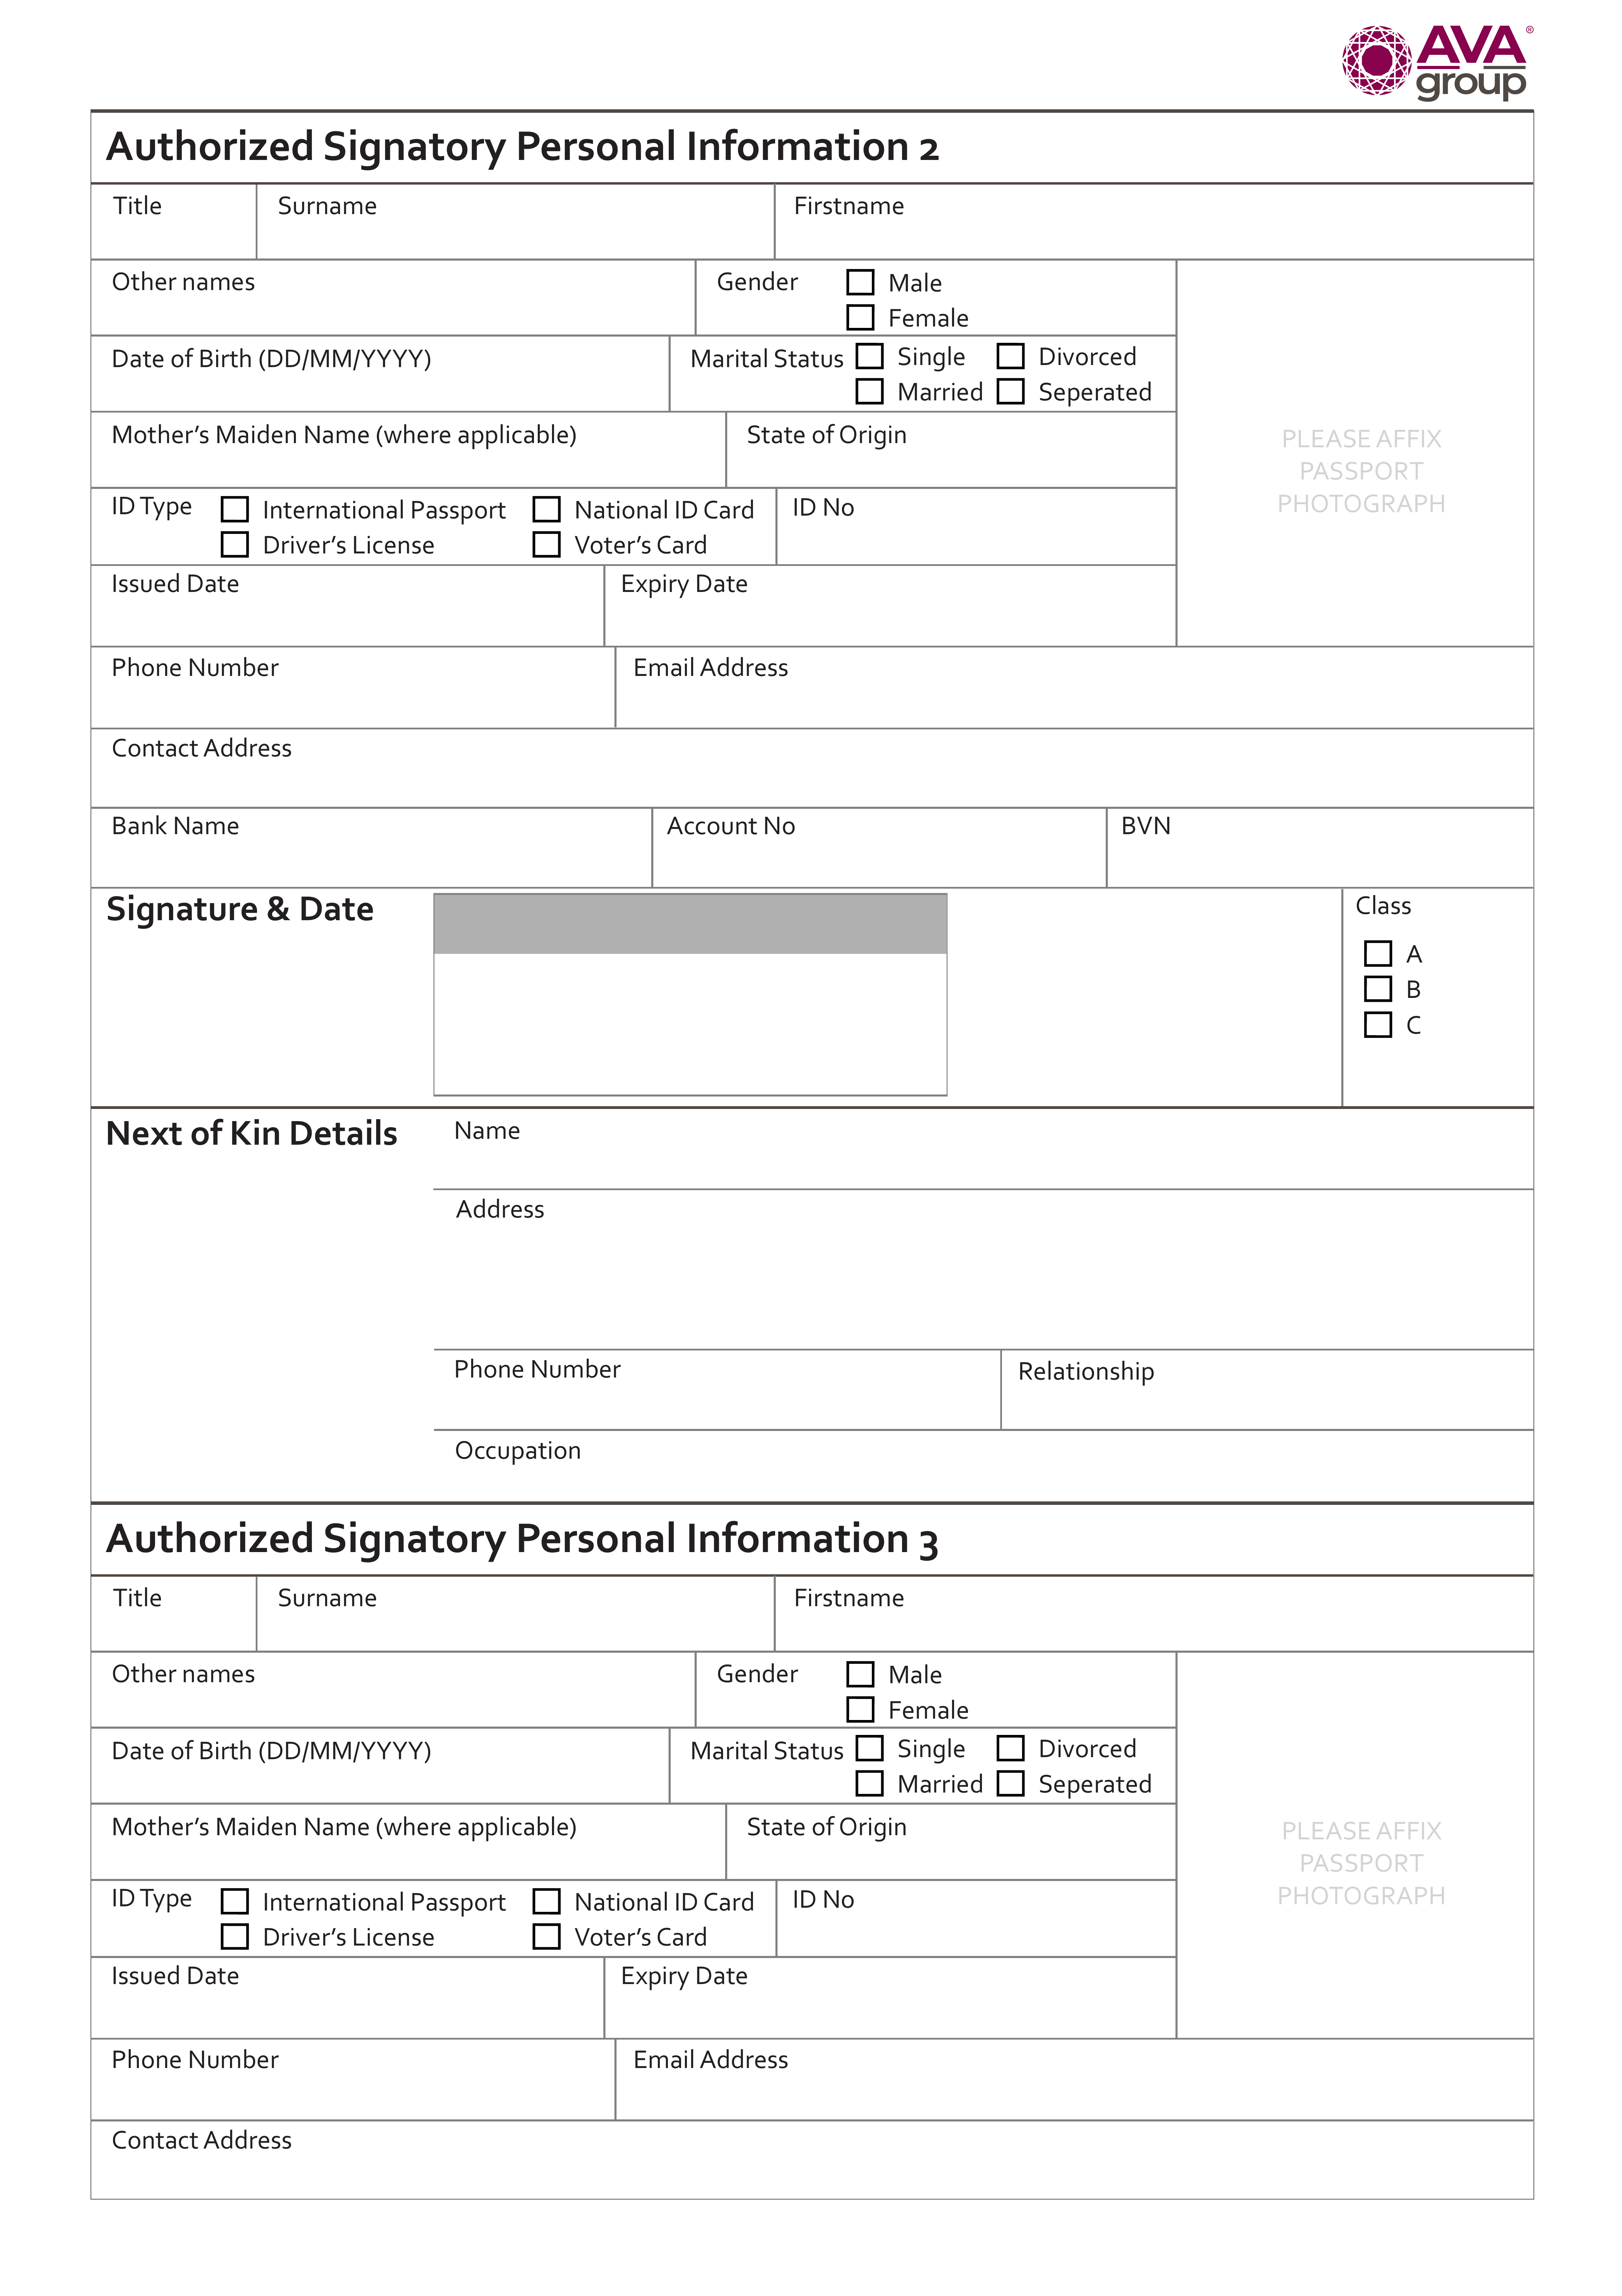 AVA®
group
Authorized Signatory Personal Information 2
Title Surname Firstname
Other names Gender Male
Female
Date of Birth (DD/MM/YYYY) Marital Status Single Divorced
Married Seperated
Mother's Maiden Name (where applicable) State of Origin
PLEASE AFFIX
PASSPORT
PHOTOGRAPH
ID Type International Passport National ID Card ID No
Driver's License Voter's Card
Issued Date Expiry Date
Phone Number Email Address
Contact Address
Bank Name Account No BVN
Signature & Date Class
A
B
C
Next of Kin Details Name
Address
Phone Number Relationship
Occupation
Authorized Signatory Personal Information 3
Title Surname Firstname
Other names Gender Male
Female
Date of Birth (DD/MM/YYYY) Marital Status Single Divorced
Married Seperated
Mother's Maiden Name (where applicable) State of Origin
PLEASE AFFIX
PASSPORT
PHOTOGRAPH
ID Type International Passport National ID Card ID No
Driver's License Voter's Card
Issued Date Expiry Date
Phone Number Email Address
Contact Address